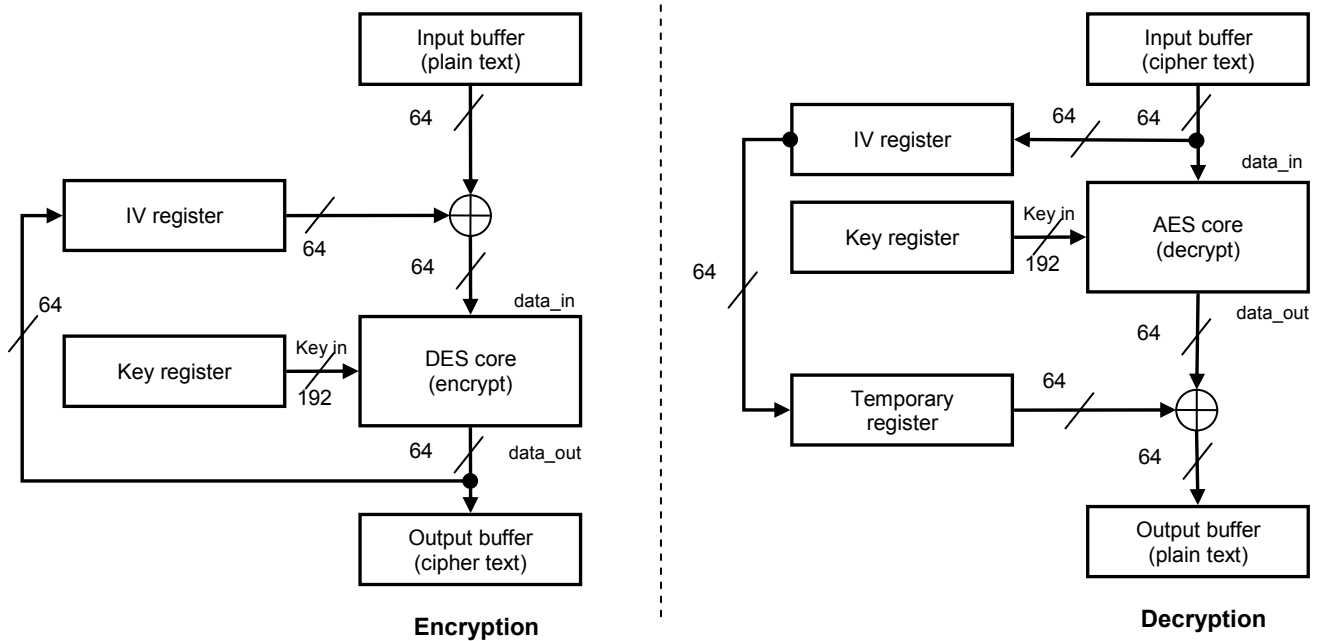 Input buffer
(plain text)
64
IV register
64
64
64
data_in
Key register
Key in
192
DES core
(encrypt)
64
data_out
Output buffer
(cipher text)
Encryption
Input buffer
(cipher text)
64
64
IV register
data_in
Key register
Key in
192
AES core
(decrypt)
64
data_out
64
Temporary
register
64
64
Output buffer
(plain text)
Decryption